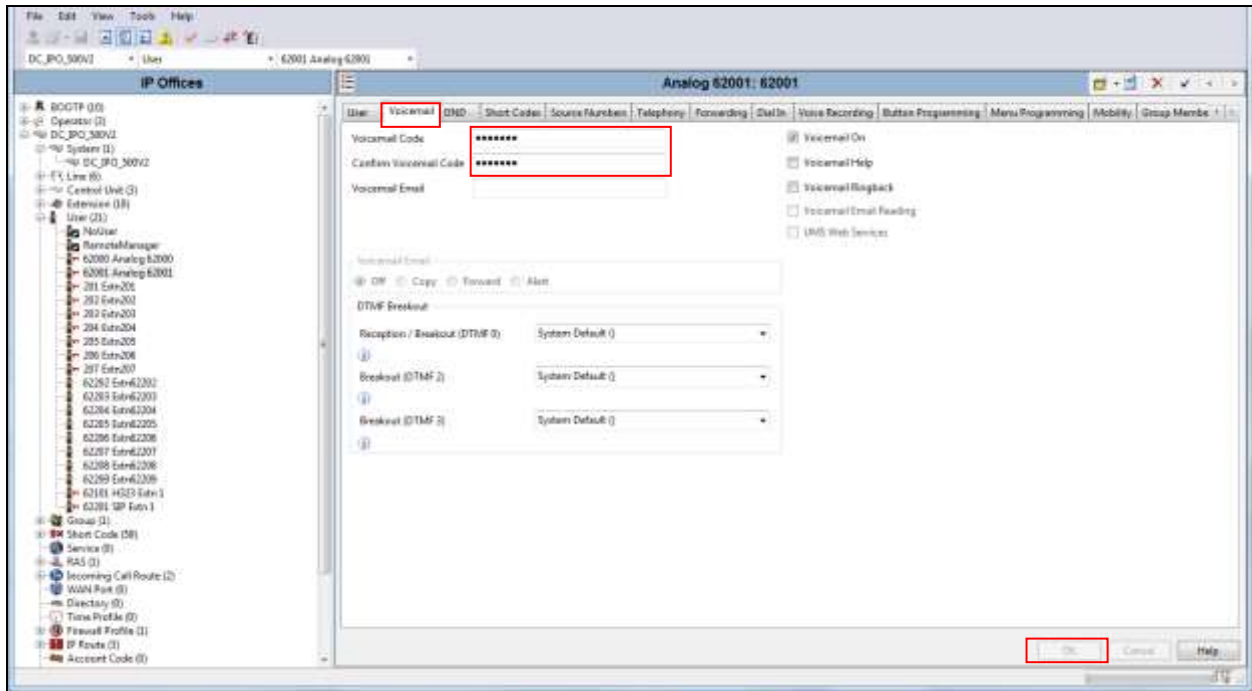 File Edit View Tools Help
DC_IPO_500V2 User 62001 Analog 62001
IP Offices
Analog 62001: 62001
BOOTP (10)
Operator (3)
DC_IPO_500V2
System (1)
DC_IPO_500V2
Line (6)
Control Unit (3)
Extension (18)
User (21)
NoUser
RemoteManager
62000 Analog 62000
62001 Analog 62001
201 Extn201
202 Extn202
203 Extn203
204 Extn204
205 Extn205
206 Extn206
207 Extn207
62202 Extn62202
62203 Extn62203
62204 Extn62204
62205 Extn62205
62206 Extn62206
62207 Extn62207
62208 Extn62208
62209 Extn62209
62101 H323 Extn 1
62201 SIP Extn 1
Group (1)
Short Code (58)
Service (0)
RAS (1)
Incoming Call Route (2)
WAN Port (0)
Directory (0)
Time Profile (0)
Firewall Profile (1)
IP Route (3)
Account Code (0)
User Voicemail DND Short Codes Source Numbers Telephony Forwarding Dial In Voice Recording Button Programming Menu Programming Mobility Group Membe
Voicemail Code *******
Confirm Voicemail Code *******
Voicemail Email
Voicemail On
Voicemail Help
Voicemail Ringback
Voicemail Email Reading
UMS Web Services
Voicemail Email
Off Copy Forward Alert
DTMF Breakout
Reception / Breakout (DTMF 0) System Default ()
Breakout (DTMF 2) System Default ()
Breakout (DTMF 3) System Default ()
OK Cancel Help